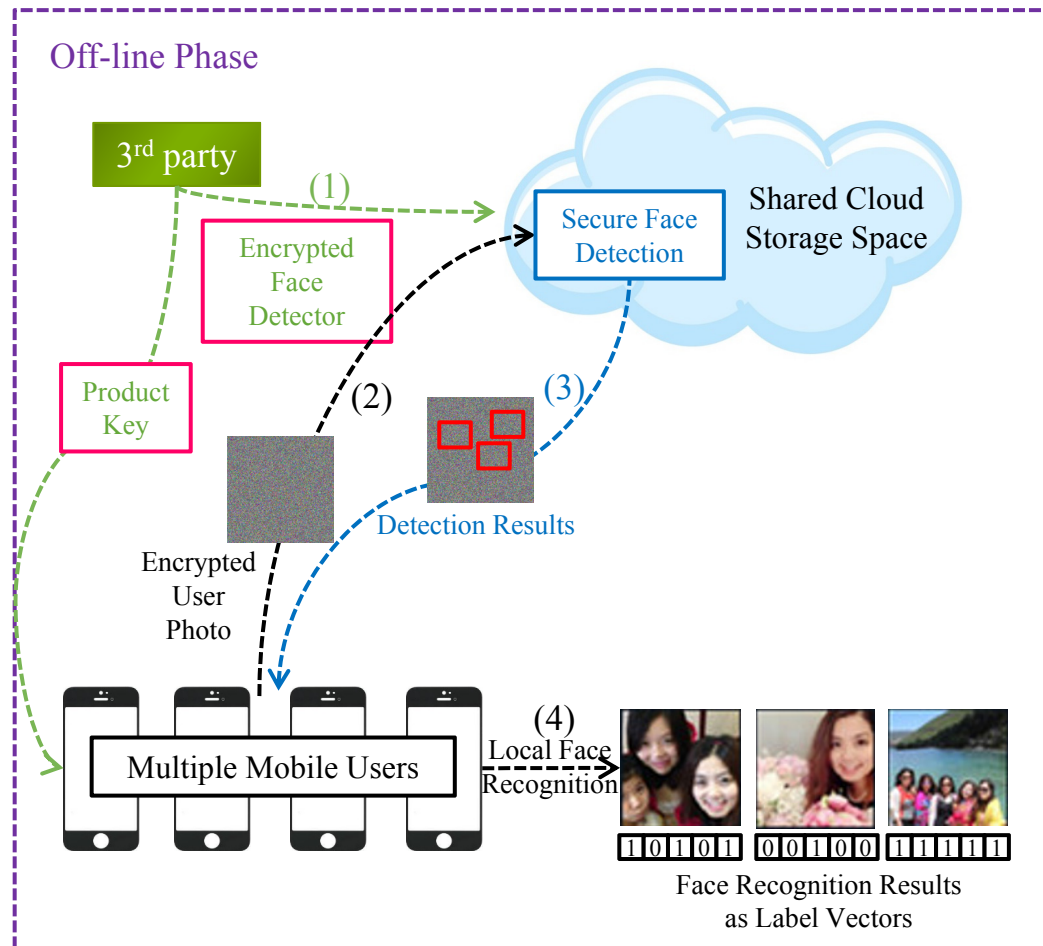 Off-line Phase
3rd party
(1)
Encrypted
Face
Detector
Secure Face
Detection
Shared Cloud
Storage Space
Product
Key
(2)
(3)
Detection Results
Encrypted
User
Photo
Multiple Mobile Users
(4)
Local Face
Recognition
1 0 1 0 1
0 0 1 0 0
1 1 1 1 1
Face Recognition Results
as Label Vectors